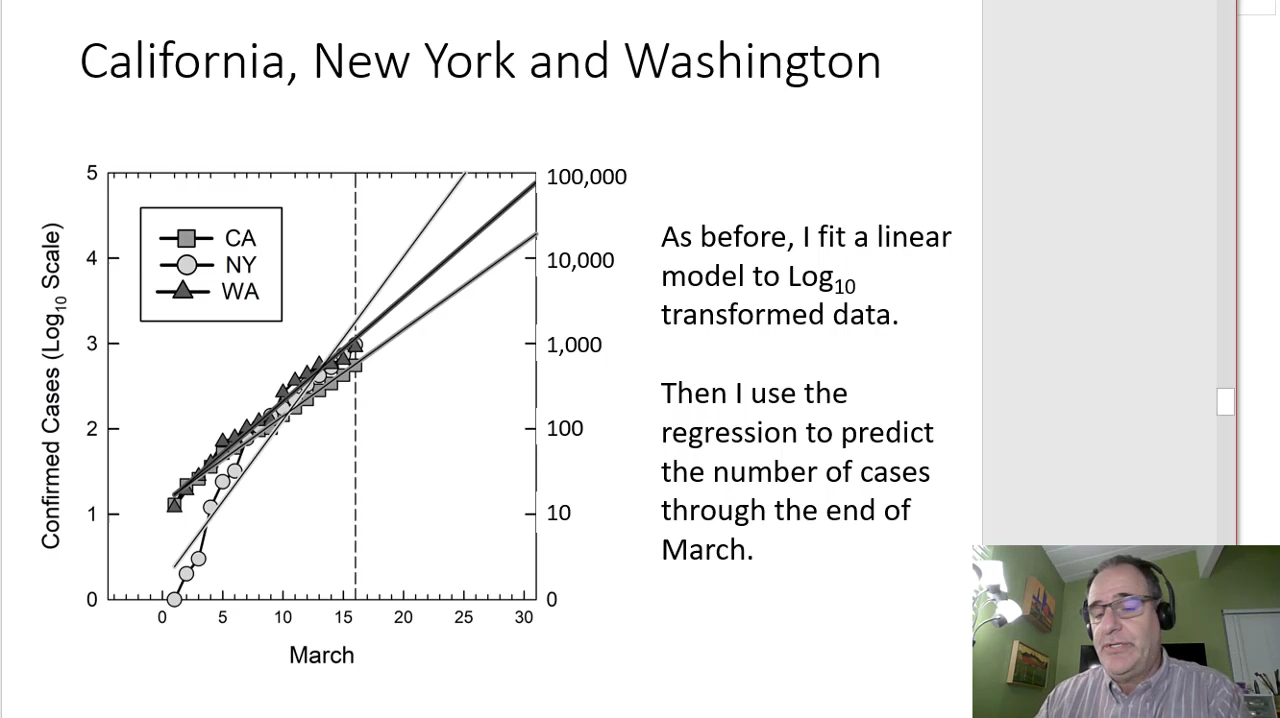 California, New York and Washington
5
4
3
2
1
0
Confirmed Cases (Log10 Scale)
CA
NY
WA
100,000
10,000
1,000
100
10
0
0 5 10 15 20 25 30
March
As before, I fit a linear
model to Log10
transformed data.
Then I use the
regression to predict
the number of cases
through the end of
March.